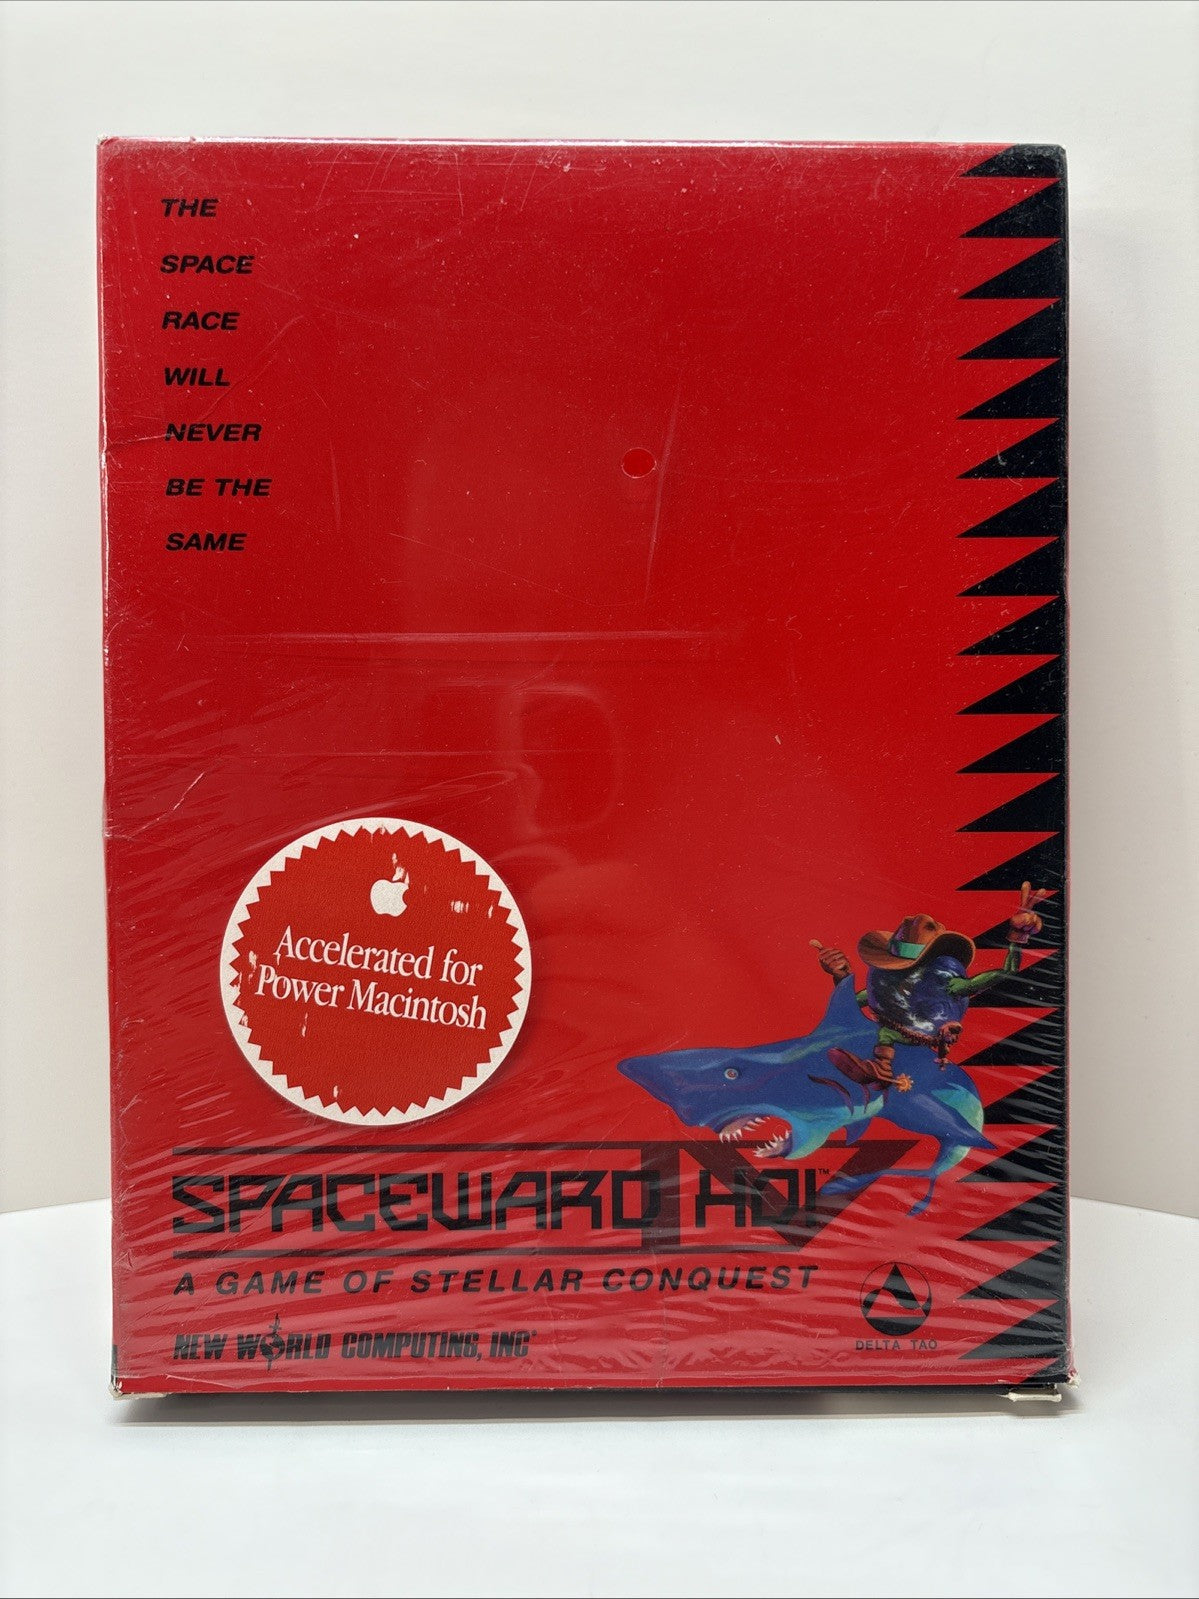 THE
SPACE
RACE
WILL
NEVER
BE THE
SAME
Accelerated for
Power Macintosh
SPACEWARD HO! IV™
A GAME OF STELLAR CONQUEST
NEW WORLD COMPUTING, INC®
DELTA TAO